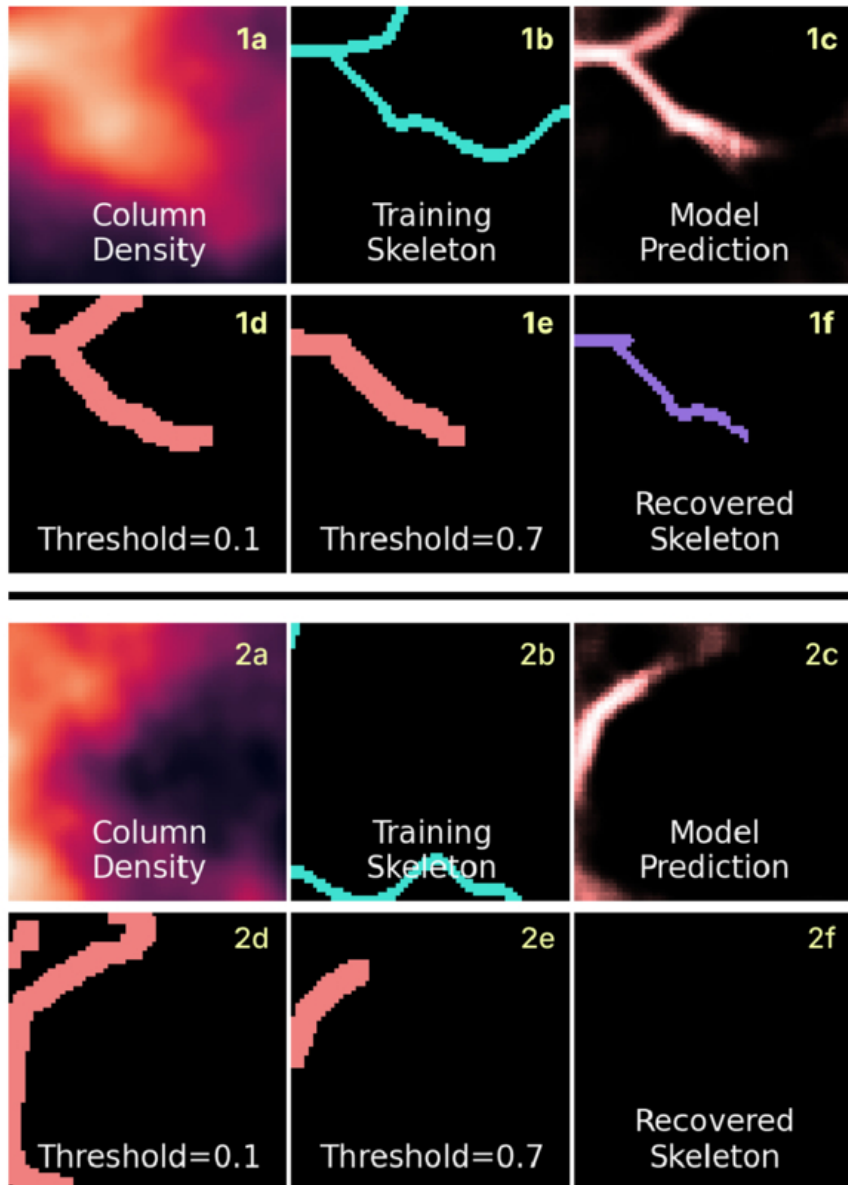 1a
Column
Density
1b
Training
Skeleton
1c
Model
Prediction
1d
Threshold=0.1
1e
Threshold=0.7
1f
Recovered
Skeleton
2a
Column
Density
2b
Training
Skeleton
2c
Model
Prediction
2d
Threshold=0.1
2e
Threshold=0.7
2f
Recovered
Skeleton